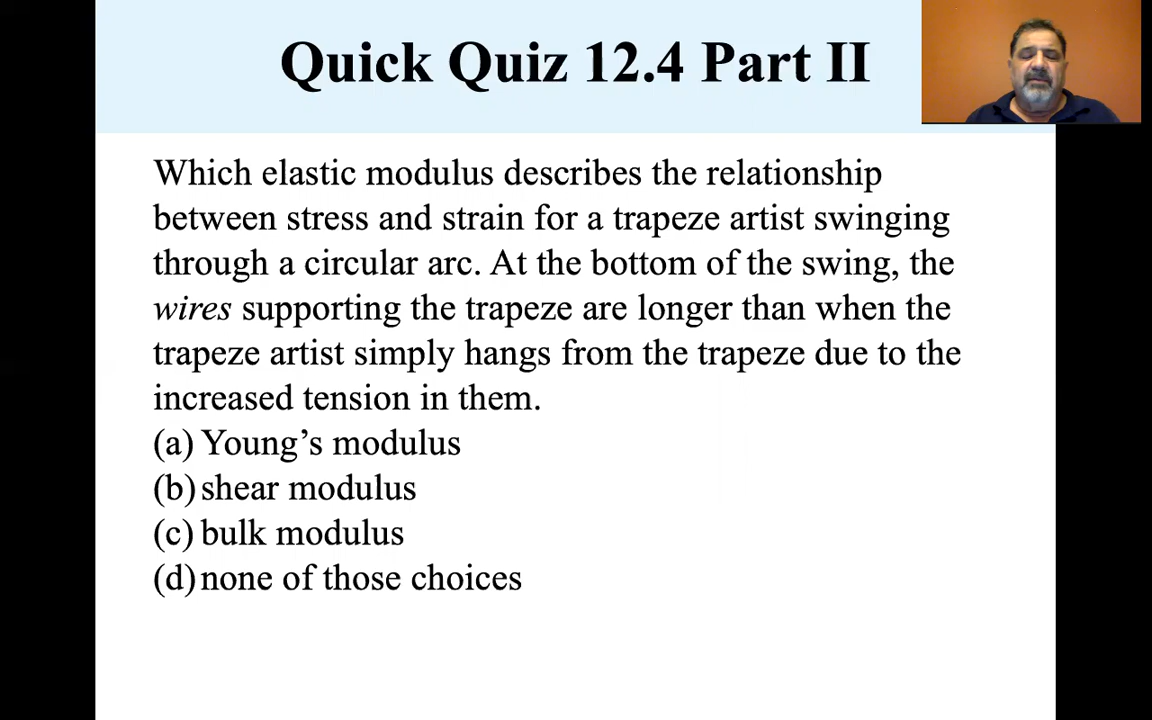 Quick Quiz 12.4 Part II
Which elastic modulus describes the relationship
between stress and strain for a trapeze artist swinging
through a circular arc. At the bottom of the swing, the
wires supporting the trapeze are longer than when the
trapeze artist simply hangs from the trapeze due to the
increased tension in them.
(a) Young’s modulus
(b) shear modulus
(c) bulk modulus
(d) none of those choices